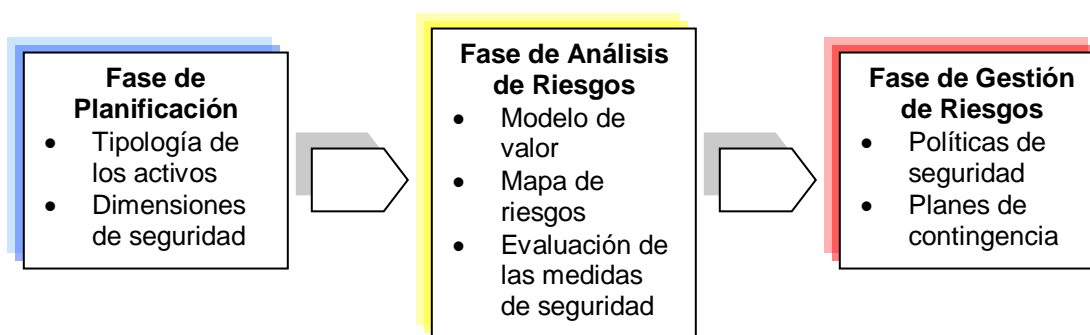 Fase de
Planificación
• Tipología de
los activos
• Dimensiones
de seguridad
Fase de Análisis
de Riesgos
• Modelo de
valor
• Mapa de
riesgos
• Evaluación de
las medidas
de seguridad
Fase de Gestión
de Riesgos
• Políticas de
seguridad
• Planes de
contingencia